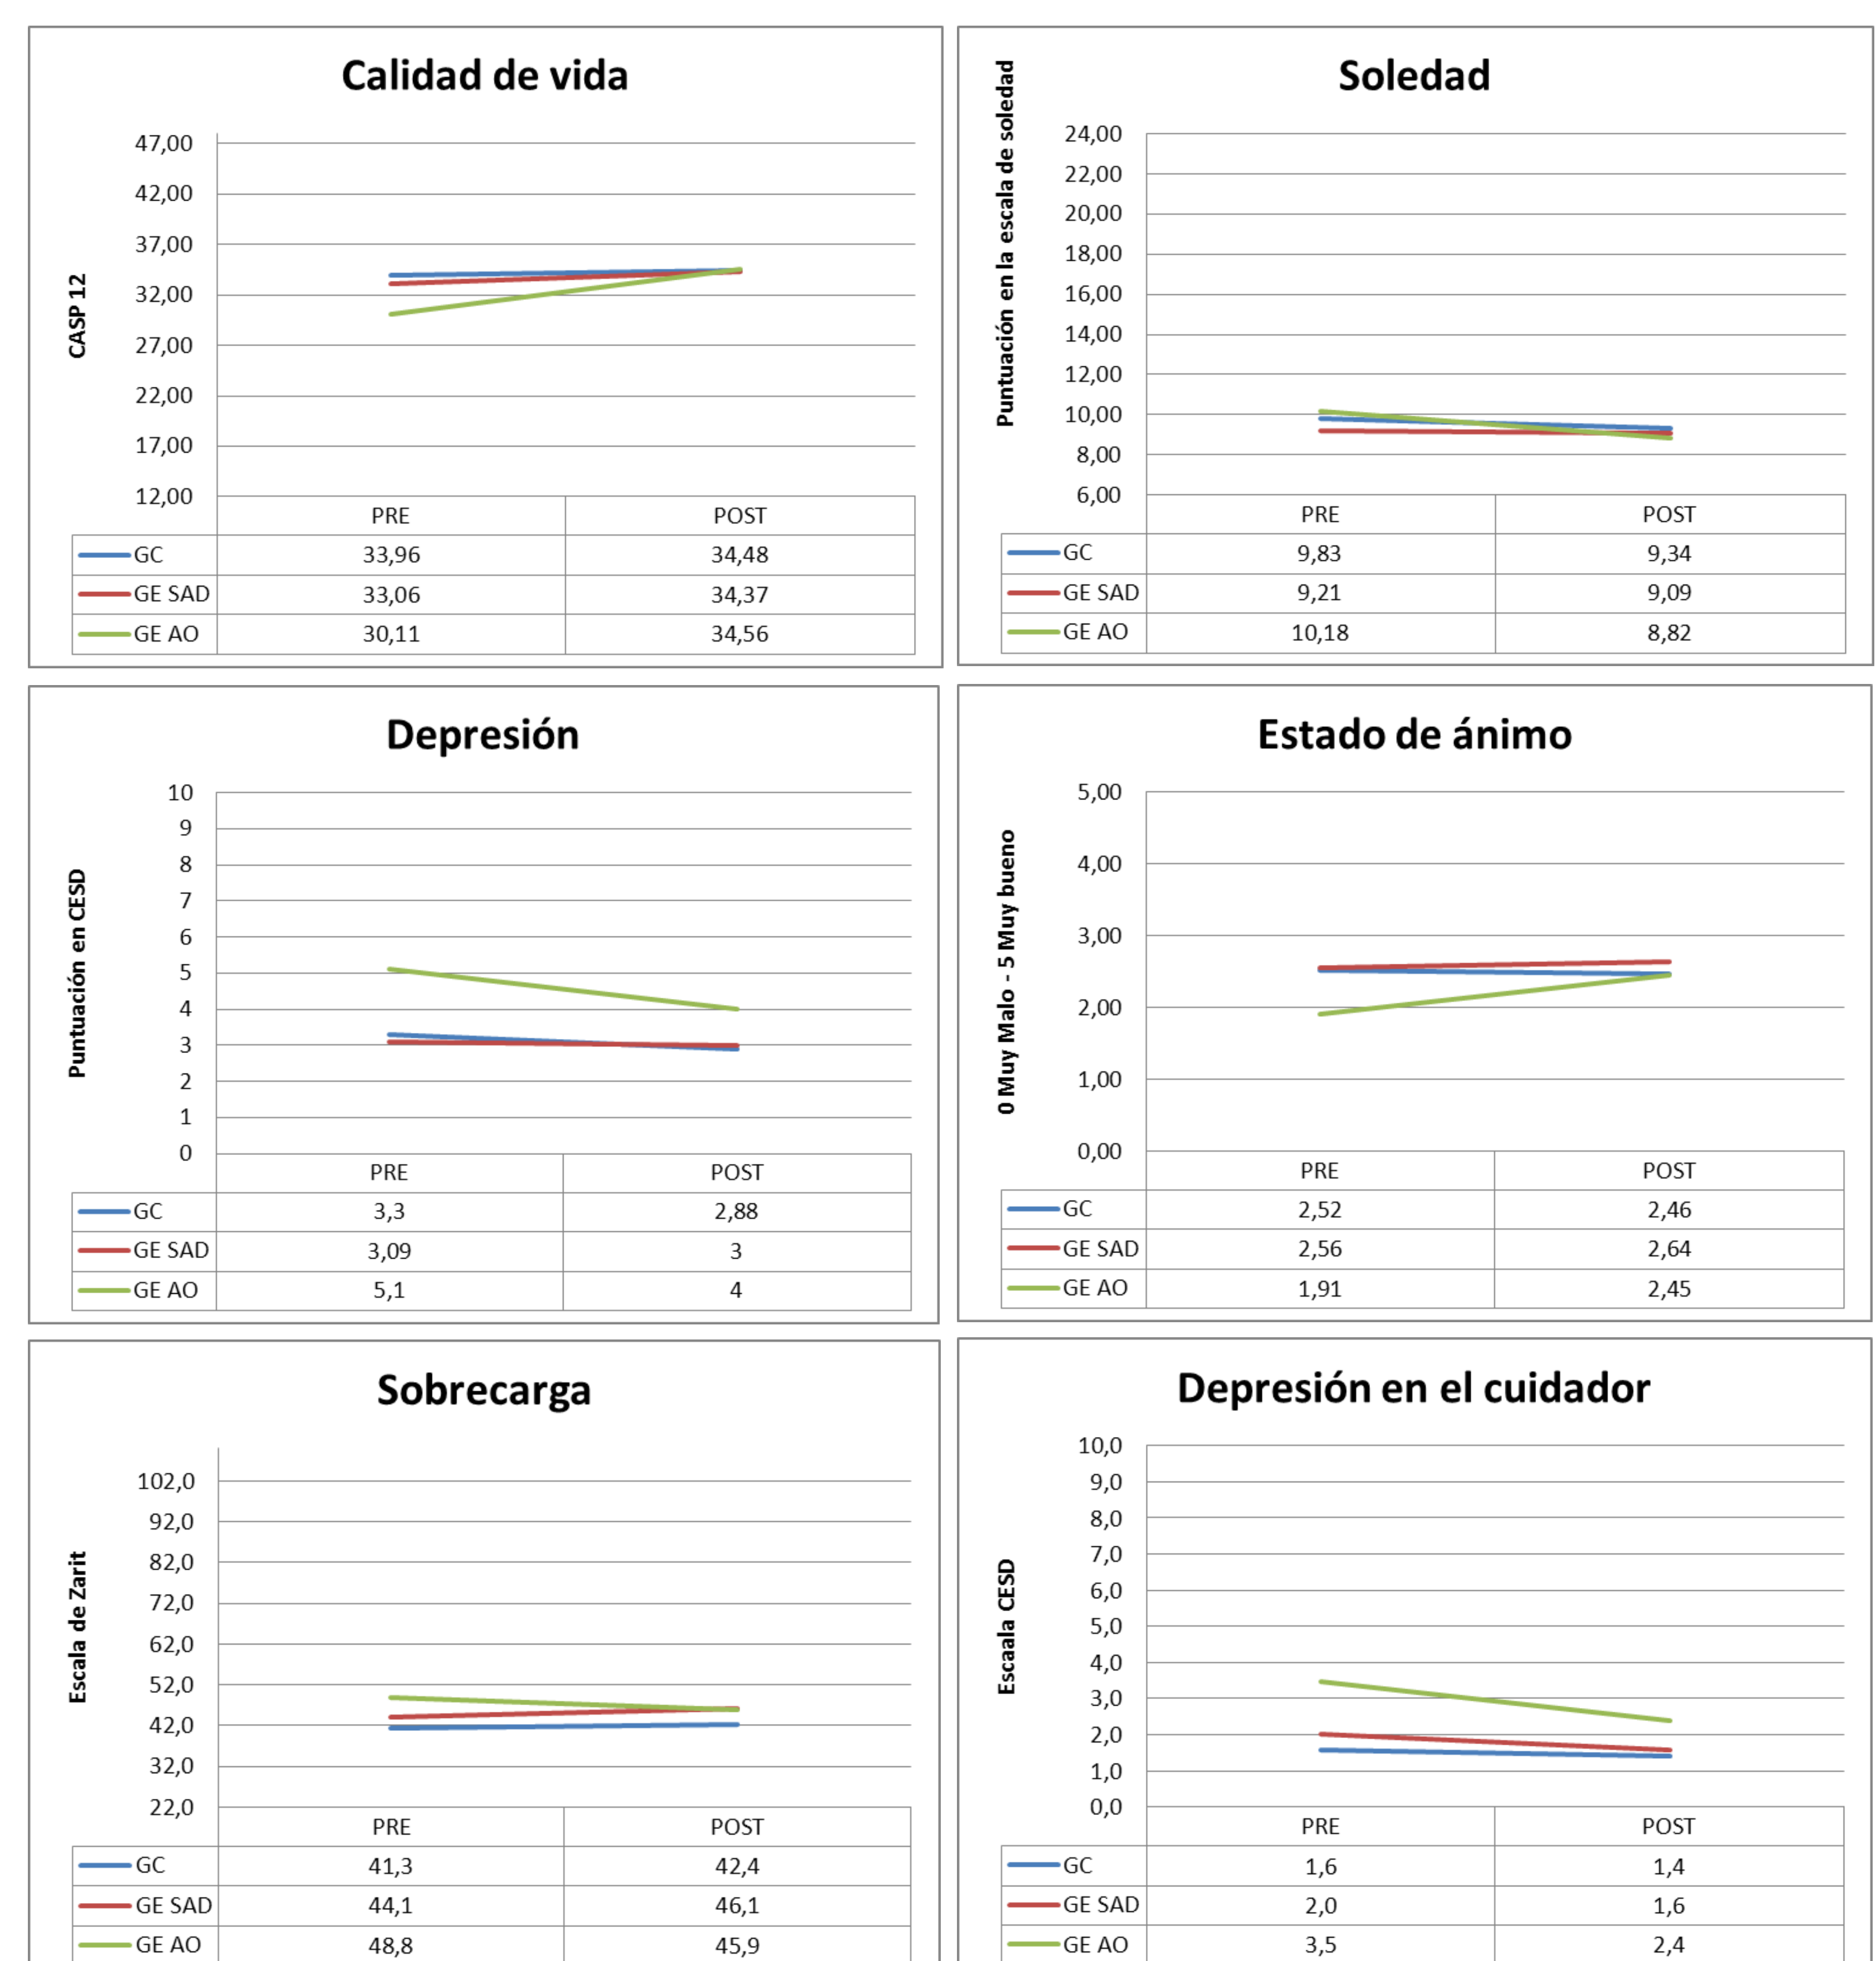 Calidad de vida
CASP 12
47,00
42,00
37,00
32,00
27,00
22,00
17,00
12,00
PRE POST
GC 33,96 34,48
GE SAD 33,06 34,37
GE AO 30,11 34,56
Soledad
Puntuación en la escala de soledad
24,00
22,00
20,00
18,00
16,00
14,00
12,00
10,00
8,00
6,00
PRE POST
GC 9,83 9,34
GE SAD 9,21 9,09
GE AO 10,18 8,82
Depresión
Puntuación en CESD
10
9
8
7
6
5
4
3
2
1
0
PRE POST
GC 3,3 2,88
GE SAD 3,09 3
GE AO 5,1 4
Estado de ánimo
0 Muy Malo - 5 Muy bueno
5,00
4,00
3,00
2,00
1,00
0,00
PRE POST
GC 2,52 2,46
GE SAD 2,56 2,64
GE AO 1,91 2,45
Sobrecarga
Escala de Zarit
102,0
92,0
82,0
72,0
62,0
52,0
42,0
32,0
22,0
PRE POST
GC 41,3 42,4
GE SAD 44,1 46,1
GE AO 48,8 45,9
Depresión en el cuidador
Escaala CESD
10,0
9,0
8,0
7,0
6,0
5,0
4,0
3,0
2,0
1,0
0,0
PRE POST
GC 1,6 1,4
GE SAD 2,0 1,6
GE AO 3,5 2,4